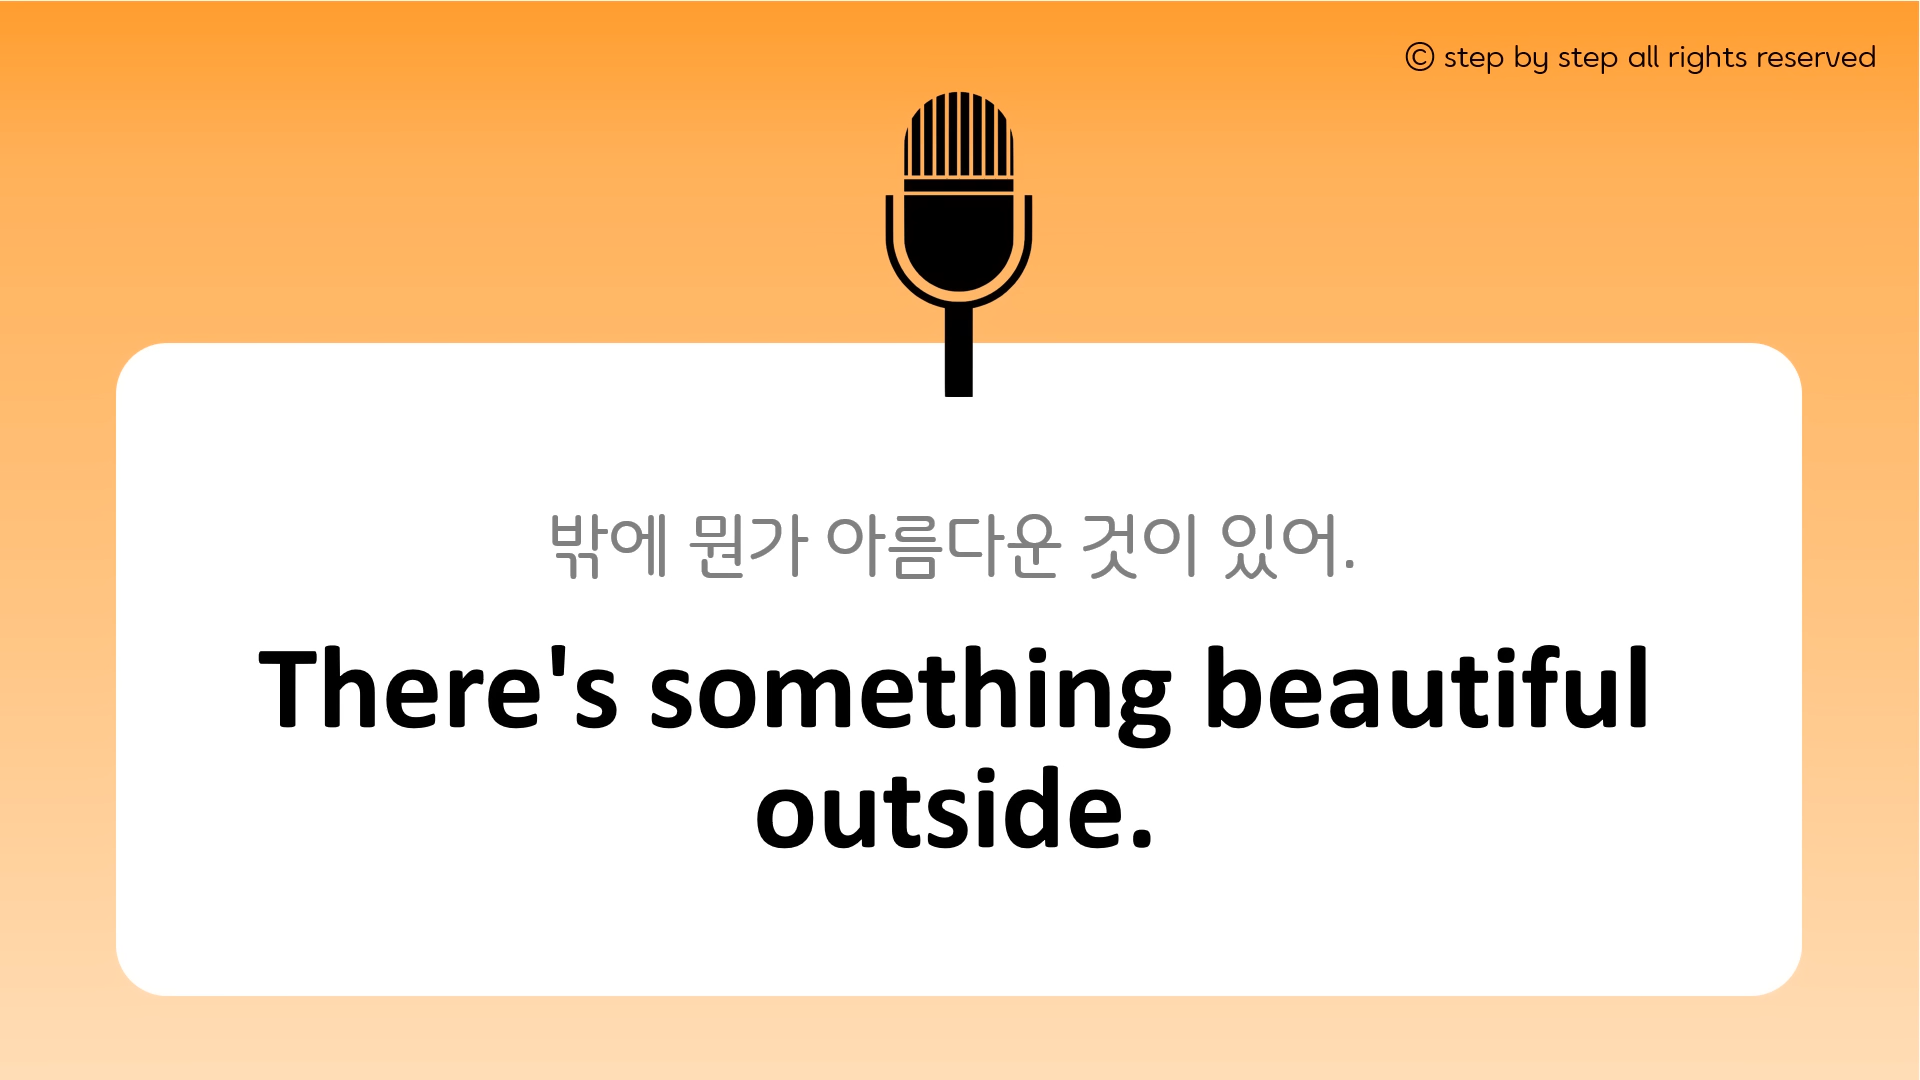 © step by step all rights reserved
밖에 뭔가 아름다운 것이 있어.
There's something beautiful
outside.